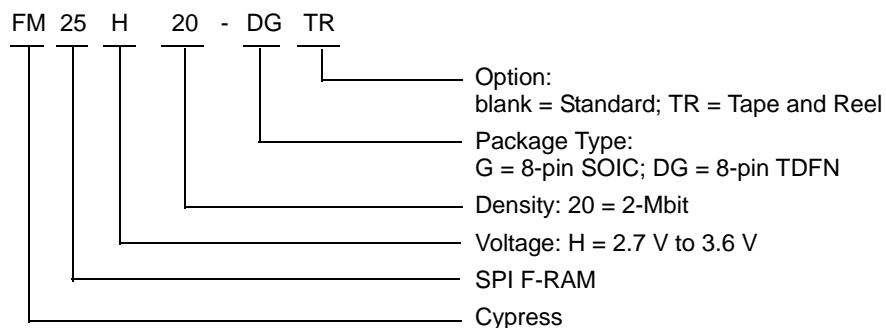 FM 25 H 20 - DG TR
Option:
blank = Standard; TR = Tape and Reel
Package Type:
G = 8-pin SOIC; DG = 8-pin TDFN
Density: 20 = 2-Mbit
Voltage: H = 2.7 V to 3.6 V
SPI F-RAM
Cypress